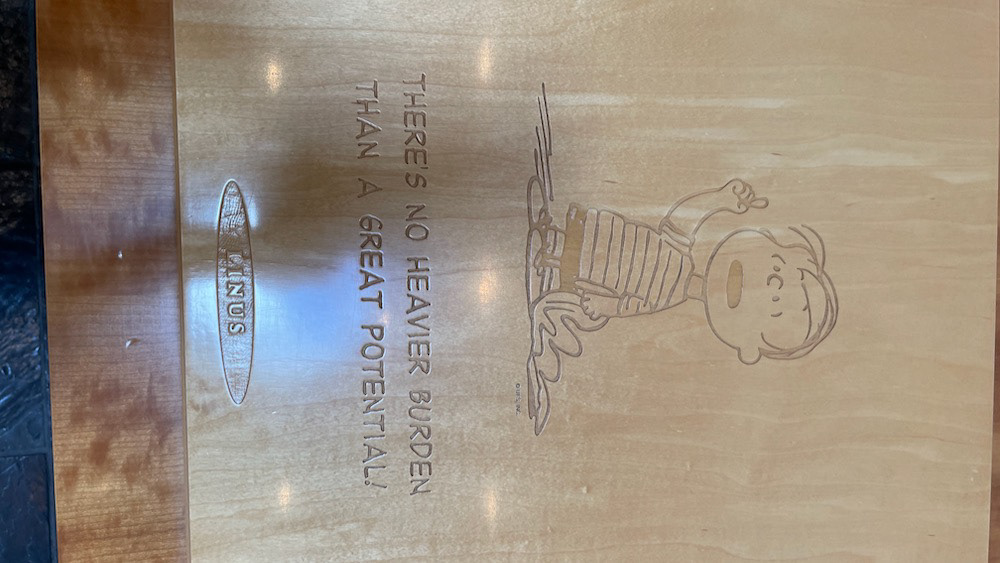 THERE'S NO HEAVIER BURDEN
THAN A GREAT POTENTIAL!
LINUS